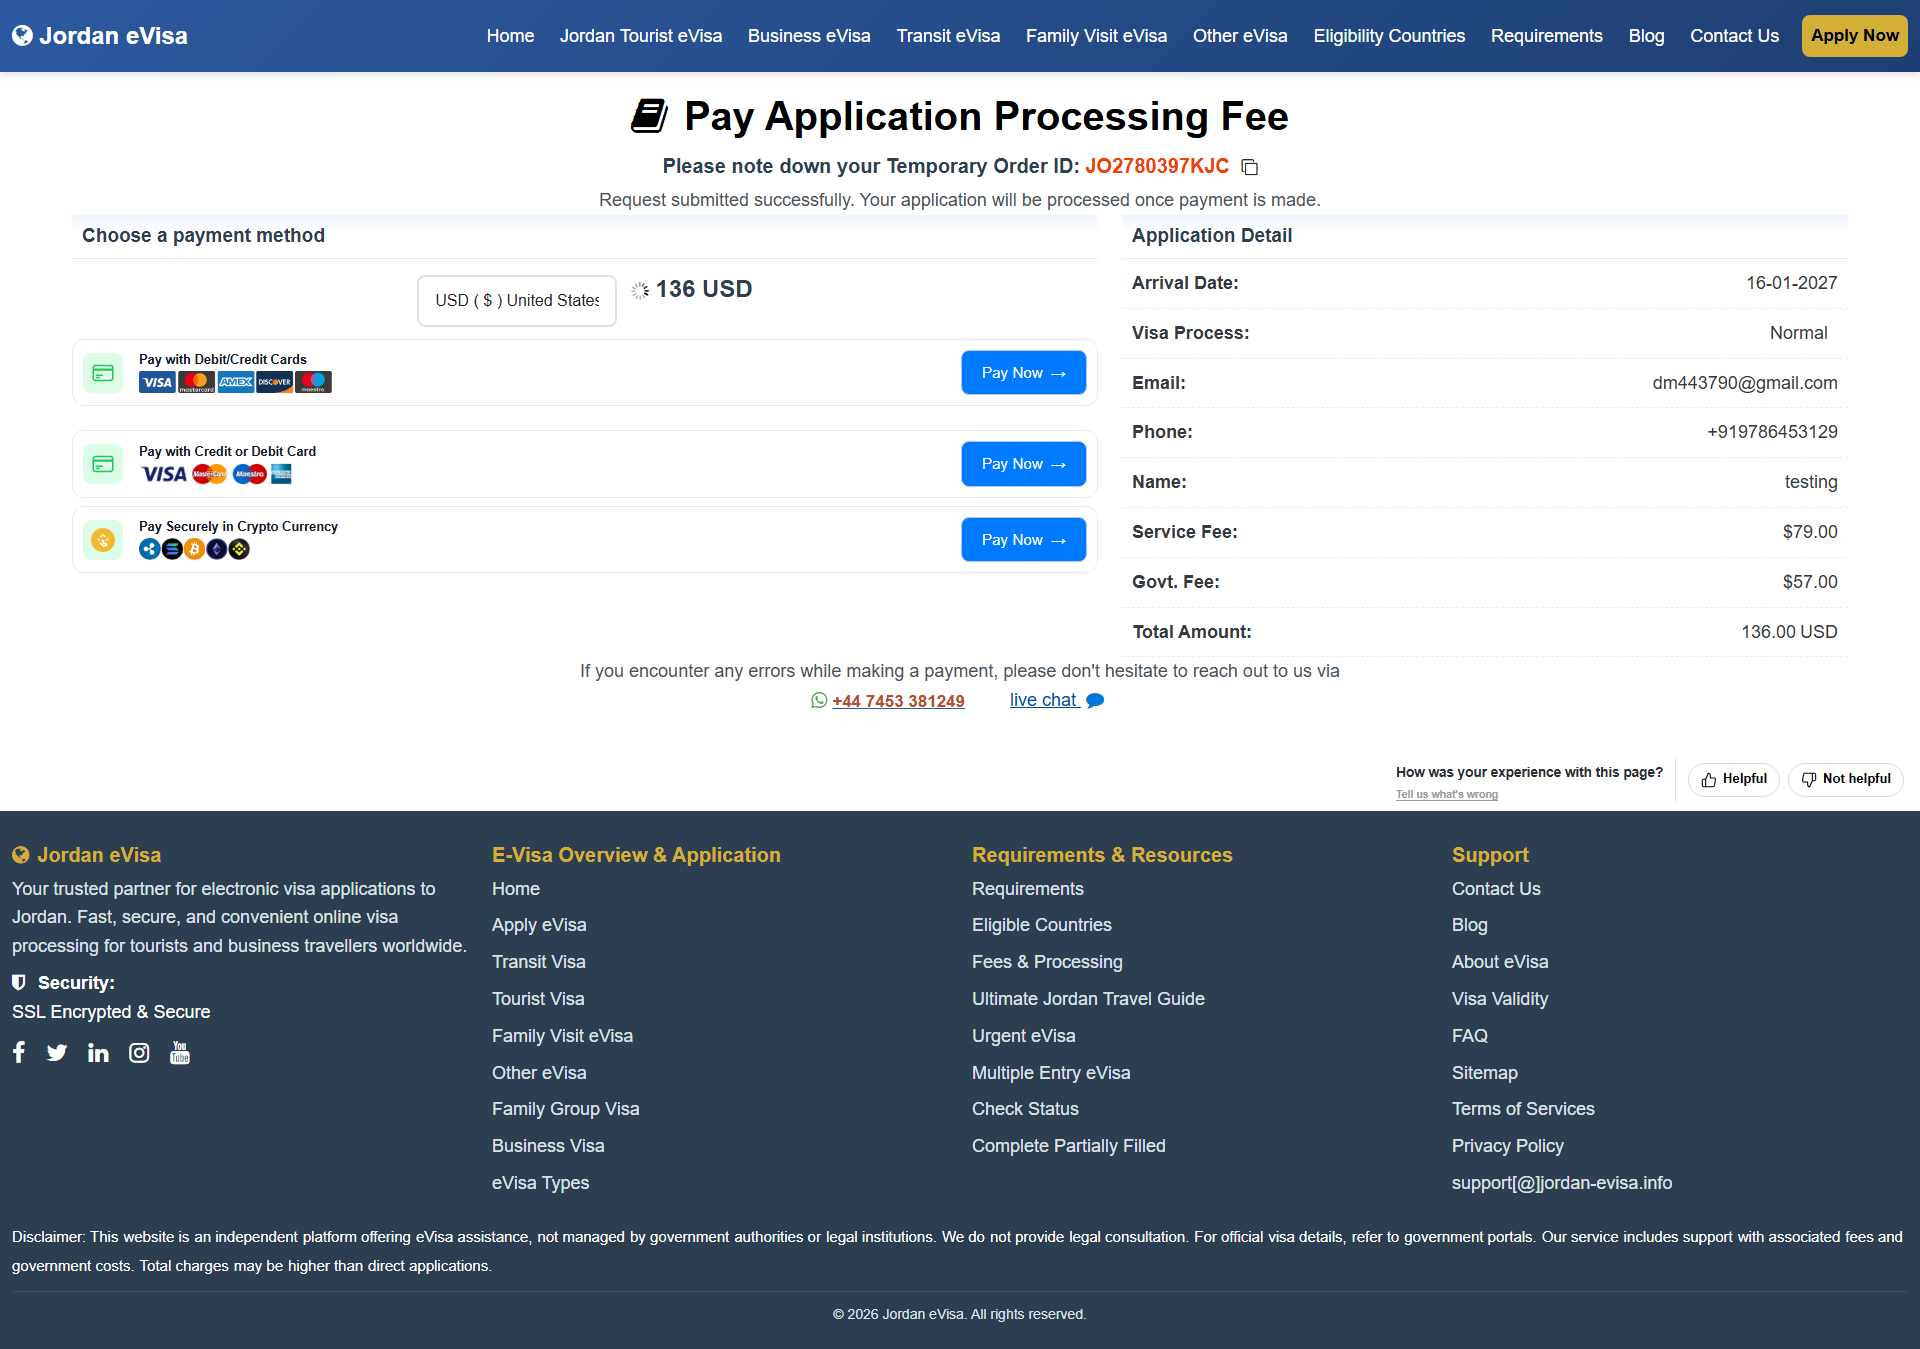 Jordan eVisa
Home Jordan Tourist eVisa Business eVisa Transit eVisa Family Visit eVisa Other eVisa Eligibility Countries Requirements Blog Contact Us Apply Now
Pay Application Processing Fee
Please note down your Temporary Order ID: JO2780397KJC
Request submitted successfully. Your application will be processed once payment is made.
Choose a payment method
USD ( $ ) United States 136 USD
Pay with Debit/Credit Cards
VISA mastercard AMEX DISCOVER maestro
Pay Now →
Pay with Credit or Debit Card
VISA MasterCard Maestro
Pay Now →
Pay Securely in Crypto Currency
Pay Now →
Application Detail
Arrival Date: 16-01-2027
Visa Process: Normal
Email: dm443790@gmail.com
Phone: +919786453129
Name: testing
Service Fee: $79.00
Govt. Fee: $57.00
Total Amount: 136.00 USD
If you encounter any errors while making a payment, please don't hesitate to reach out to us via
+44 7453 381249 live chat
How was your experience with this page?
Tell us what's wrong
Helpful Not helpful
Jordan eVisa
Your trusted partner for electronic visa applications to
Jordan. Fast, secure, and convenient online visa
processing for tourists and business travellers worldwide.
Security:
SSL Encrypted & Secure
You Tube
E-Visa Overview & Application
Home
Apply eVisa
Transit Visa
Tourist Visa
Family Visit eVisa
Other eVisa
Family Group Visa
Business Visa
eVisa Types
Requirements & Resources
Requirements
Eligible Countries
Fees & Processing
Ultimate Jordan Travel Guide
Urgent eVisa
Multiple Entry eVisa
Check Status
Complete Partially Filled
Support
Contact Us
Blog
About eVisa
Visa Validity
FAQ
Sitemap
Terms of Services
Privacy Policy
support[@]jordan-evisa.info
Disclaimer: This website is an independent platform offering eVisa assistance, not managed by government authorities or legal institutions. We do not provide legal consultation. For official visa details, refer to government portals. Our service includes support with associated fees and
government costs. Total charges may be higher than direct applications.
© 2026 Jordan eVisa. All rights reserved.